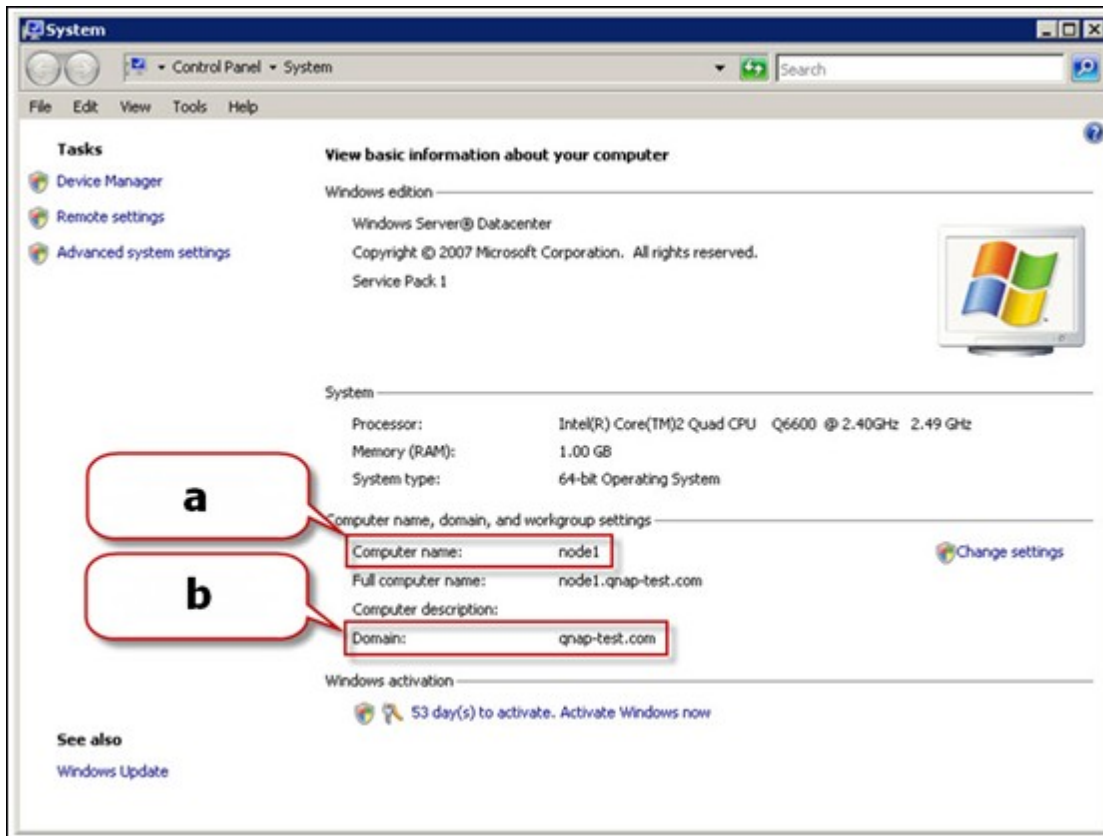 System
Control Panel System
Search
File Edit View Tools Help
Tasks
Device Manager
Remote settings
Advanced system settings
View basic information about your computer
Windows edition
Windows Server® Datacenter
Copyright © 2007 Microsoft Corporation. All rights reserved.
Service Pack 1
System
Processor: Intel(R) Core(TM)2 Quad CPU Q6600 @ 2.40GHz 2.49 GHz
Memory (RAM): 1.00 GB
System type: 64-bit Operating System
a
Computer name, domain, and workgroup settings
Computer name: node1
Change settings
Full computer name: node1.qnap-test.com
b
Computer description:
Domain: qnap-test.com
Windows activation
53 day(s) to activate. Activate Windows now
See also
Windows Update